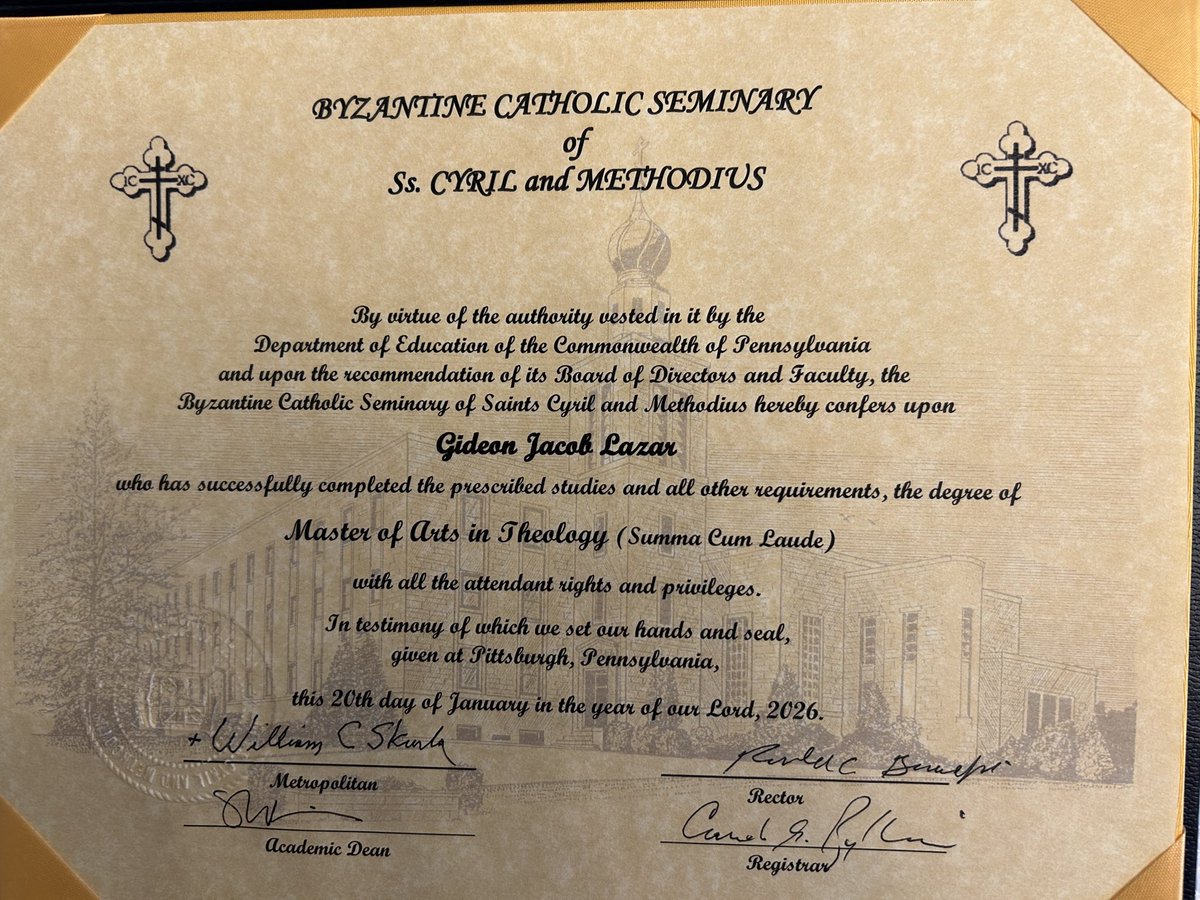 BYZANTINE CATHOLIC SEMINARY
of
Ss. CYRIL and METHODIUS
IC XC
IC XC
By virtue of the authority vested in it by the
Department of Education of the Commonwealth of Pennsylvania
and upon the recommendation of its Board of Directors and Faculty, the
Byzantine Catholic Seminary of Saints Cyril and Methodius hereby confers upon
Gideon Jacob Lazar
who has successfully completed the prescribed studies and all other requirements, the degree of
Master of Arts in Theology (Summa Cum Laude)
with all the attendant rights and privileges.
In testimony of which we set our hands and seal,
given at Pittsburgh, Pennsylvania,
this 20th day of January in the year of our Lord, 2026.
+ William C Skurla
Metropolitan
Rector
Academic Dean
Registrar